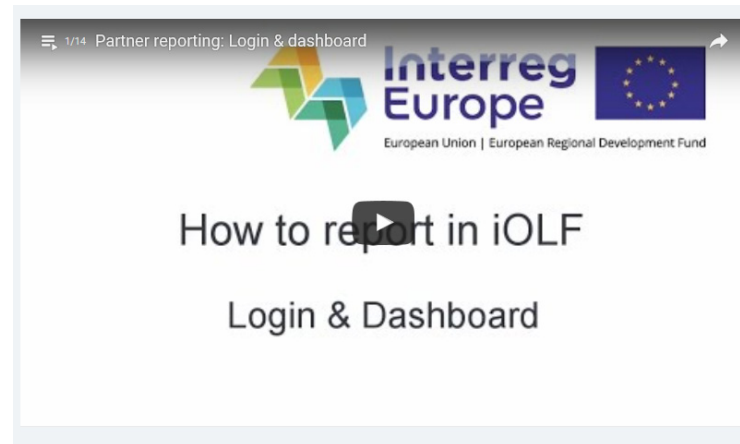 1/14 Partner reporting: Login & dashboard
Interreg
Europe
European Union | European Regional Development Fund
How to report in iOLF
Login & Dashboard